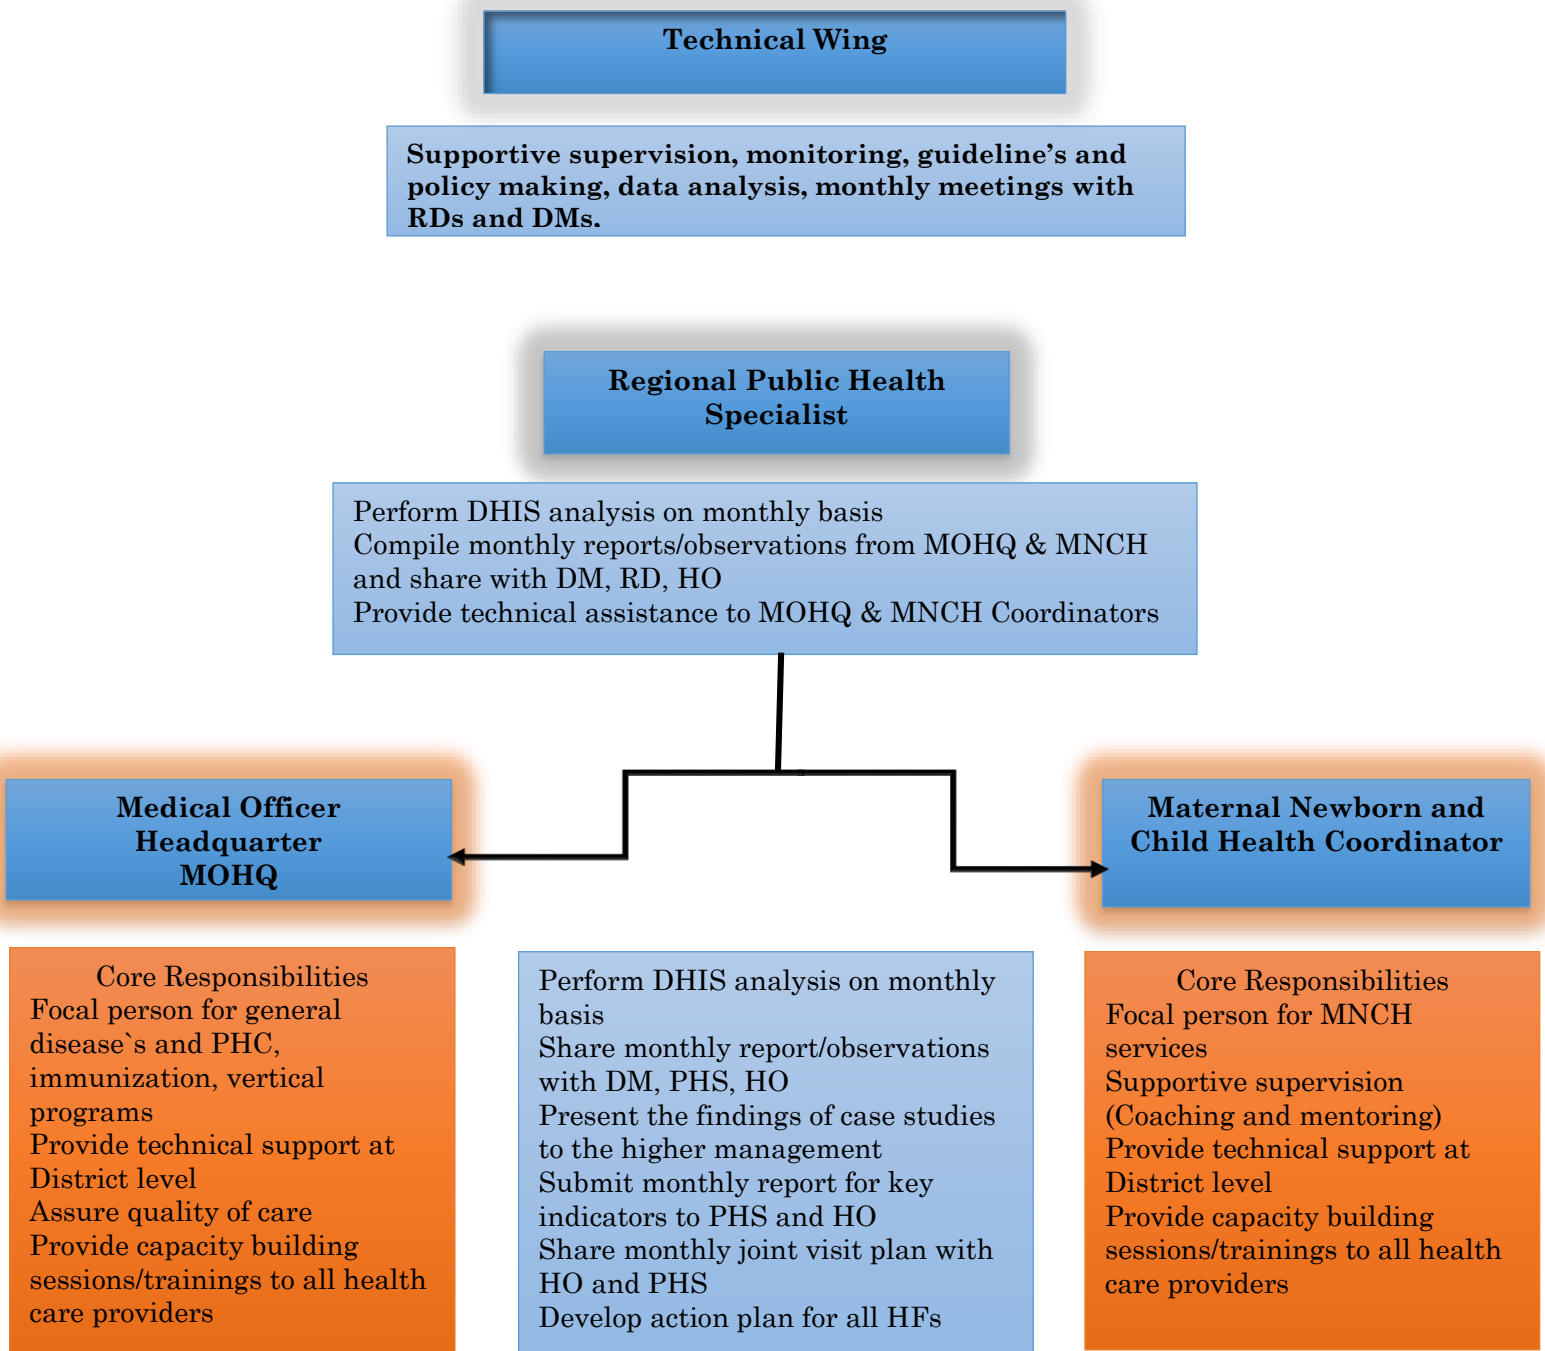 Technical Wing
Supportive supervision, monitoring, guideline's and
policy making, data analysis, monthly meetings with
RDs and DMs.
Regional Public Health
Specialist
Perform DHIS analysis on monthly basis
Compile monthly reports/observations from MOHQ & MNCH
and share with DM, RD, HO
Provide technical assistance to MOHQ & MNCH Coordinators
Medical Officer
Headquarter
MOHQ
Maternal Newborn and
Child Health Coordinator
Core Responsibilities
Focal person for general
disease`s and PHC,
immunization, vertical
programs
Provide technical support at
District level
Assure quality of care
Provide capacity building
sessions/trainings to all health
care providers
Perform DHIS analysis on monthly
basis
Share monthly report/observations
with DM, PHS, HO
Present the findings of case studies
to the higher management
Submit monthly report for key
indicators to PHS and HO
Share monthly joint visit plan with
HO and PHS
Develop action plan for all HFs
Core Responsibilities
Focal person for MNCH
services
Supportive supervision
(Coaching and mentoring)
Provide technical support at
District level
Provide capacity building
sessions/trainings to all health
care providers